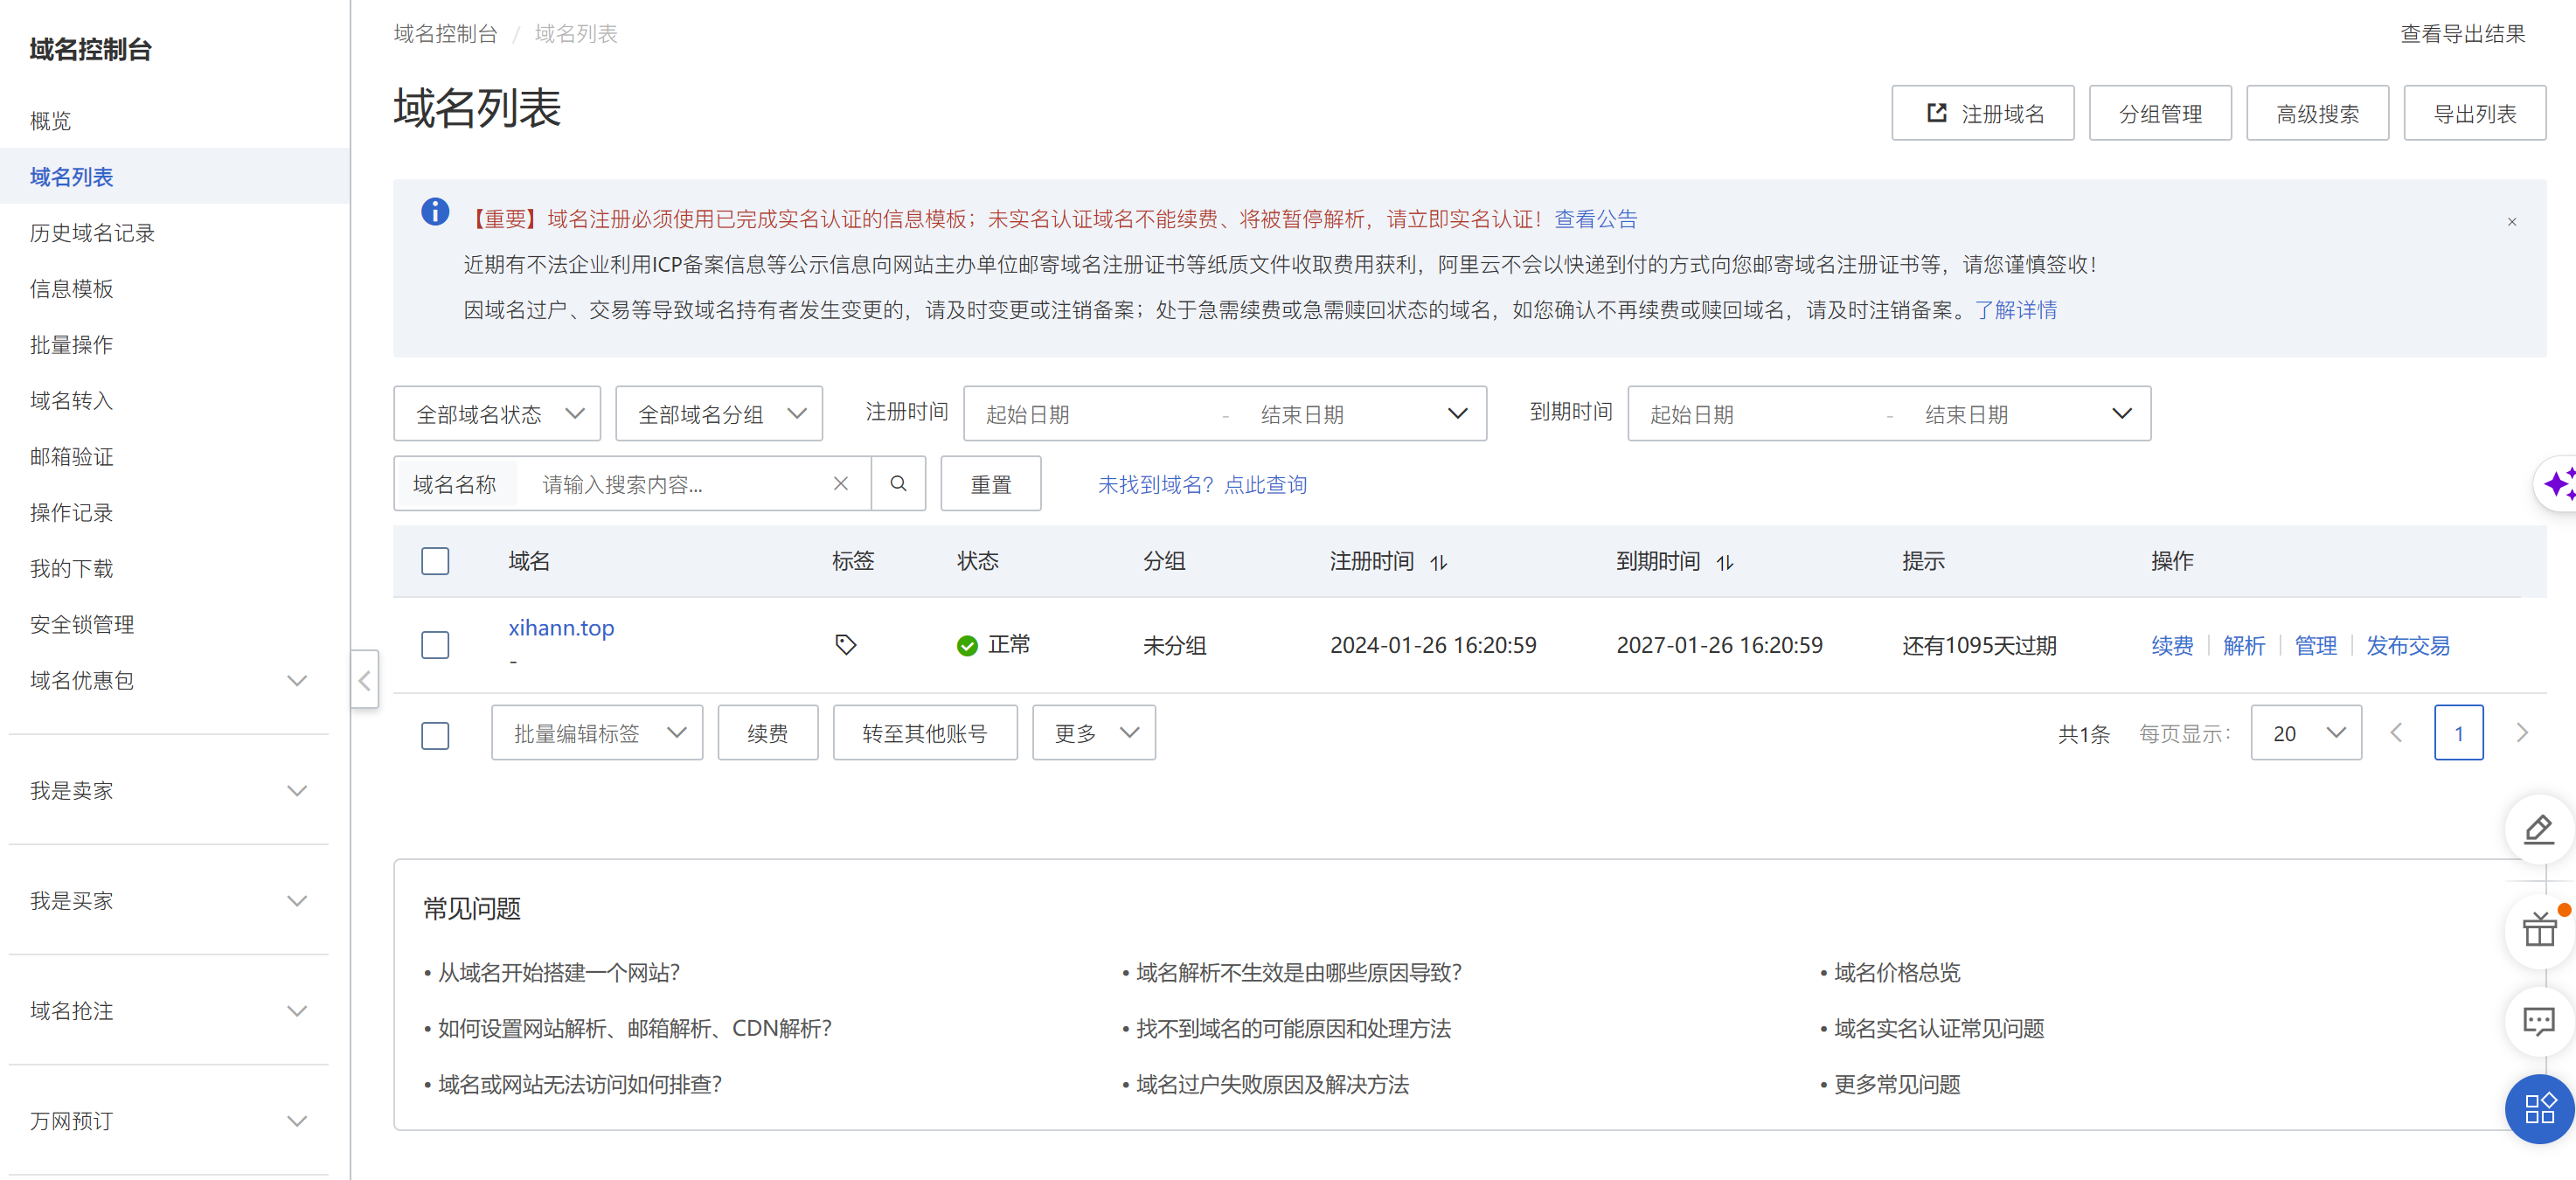 域名控制台
概览
域名列表
历史域名记录
信息模板
批量操作
域名转入
邮箱验证
操作记录
我的下载
安全锁管理
域名优惠包
我是卖家
我是买家
域名抢注
万网预订
域名控制台 / 域名列表
查看导出结果
域名列表
注册域名 分组管理 高级搜索 导出列表
【重要】域名注册必须使用已完成实名认证的信息模板；未实名认证域名不能续费、将被暂停解析，请立即实名认证！查看公告
近期有不法企业利用ICP备案信息等公示信息向网站主办单位邮寄域名注册证书等纸质文件收取费用获利，阿里云不会以快递到付的方式向您邮寄域名注册证书等，请您谨慎签收！
因域名过户、交易等导致域名持有者发生变更的，请及时变更或注销备案；处于急需续费或急需赎回状态的域名，如您确认不再续费或赎回域名，请及时注销备案。了解详情
全部域名状态 全部域名分组 注册时间 起始日期 - 结束日期 到期时间 起始日期 - 结束日期
域名名称 请输入搜索内容... 重置 未找到域名？点此查询
域名 标签 状态 分组 注册时间 到期时间 提示 操作
xihann.top
-
正常 未分组 2024-01-26 16:20:59 2027-01-26 16:20:59 还有1095天过期 续费 解析 管理 发布交易
批量编辑标签 续费 转至其他账号 更多 共1条 每页显示： 20 1
常见问题
• 从域名开始搭建一个网站？ • 域名解析不生效是由哪些原因导致？ • 域名价格总览
• 如何设置网站解析、邮箱解析、CDN解析？ • 找不到域名的可能原因和处理方法 • 域名实名认证常见问题
• 域名或网站无法访问如何排查？ • 域名过户失败原因及解决方法 • 更多常见问题